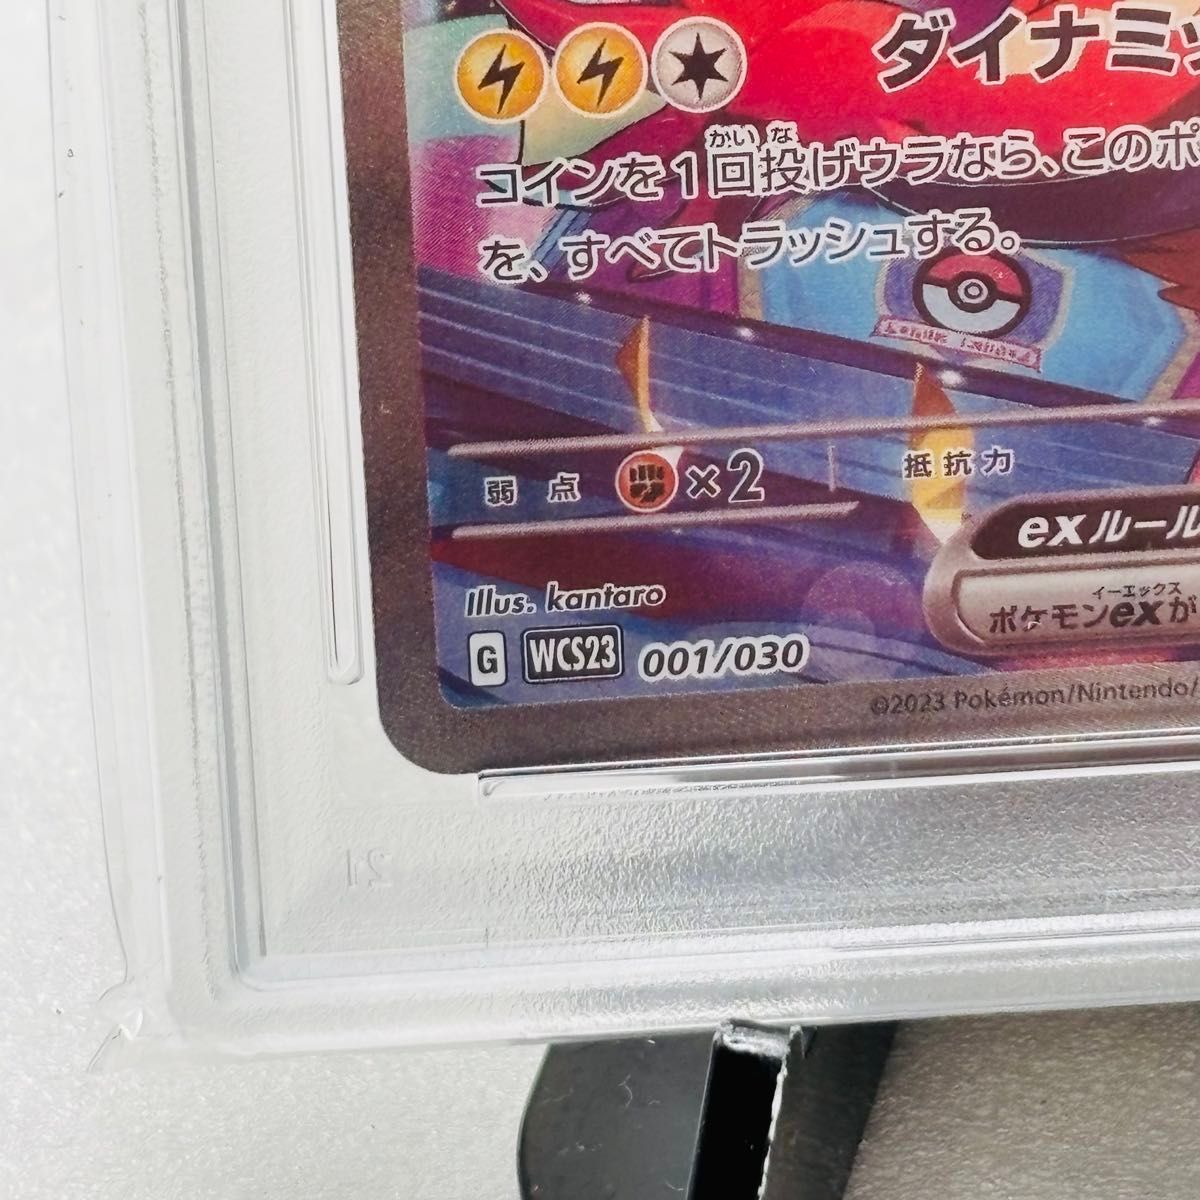 ダイナミッ
かいな
コインを1回投げウラなら、このポ
を、すべてトラッシュする。
弱点 ×2 抵抗力
exルール
イーエックス
ポケモンexが
Illus. kantaro
G WCS23 001/030
©2023 Pokémon/Nintendo/
21